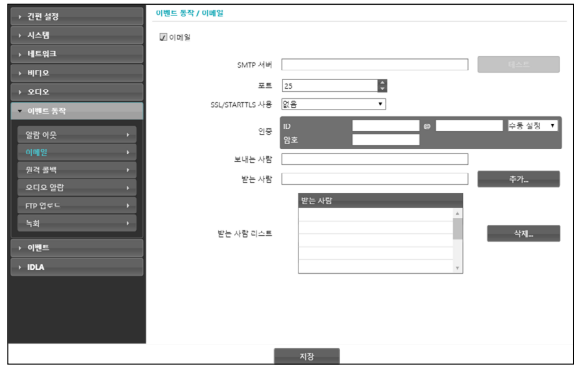 간편 설정
시스템
네트워크
비디오
오디오
이벤트 동작
알람 아웃
이메일
원격 콜백
오디오 알람
FTP 업로드
녹화
이벤트
IDLA
이벤트 동작 / 이메일
이메일
SMTP 서버
테스트
포트
25
SSL/STARTTLS 사용
없음
인증
ID
@
수동 설정
암호
보내는 사람
받는 사람
추가...
받는 사람 리스트
받는 사람
삭제...
저장